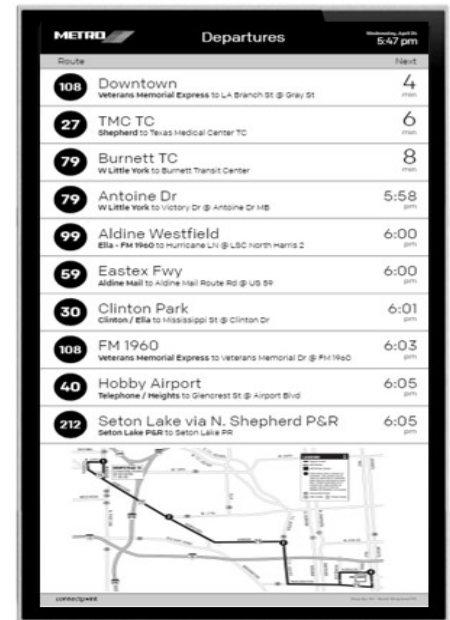 METRO
Departures
Wednesday, April 24
5:47 pm
Route
Next
108
Downtown
Veterans Memorial Express to LA Branch St @ Gray St
4
min
27
TMC TC
Shepherd to Texas Medical Center TC
6
min
79
Burnett TC
W Little York to Burnett Transit Center
8
min
79
Antoine Dr
W Little York to Victory Dr @ Antoine Dr MB
5:58
pm
99
Aldine Westfield
Ella - FM 1960 to Hurricane LN @ LSC North Harris 2
6:00
pm
59
Eastex Fwy
Aldine Mail to Aldine Mail Route Rd @ US 59
6:00
pm
30
Clinton Park
Clinton / Ella to Mississippi St @ Clinton Dr
6:01
pm
108
FM 1960
Veterans Memorial Express to Veterans Memorial Dr @ FM 1960
6:03
pm
40
Hobby Airport
Telephone / Heights to Glencrest St @ Airport Blvd
6:05
pm
212
Seton Lake via N. Shepherd P&R
Seton Lake P&R to Seton Lake PR
6:05
pm
connectpoint